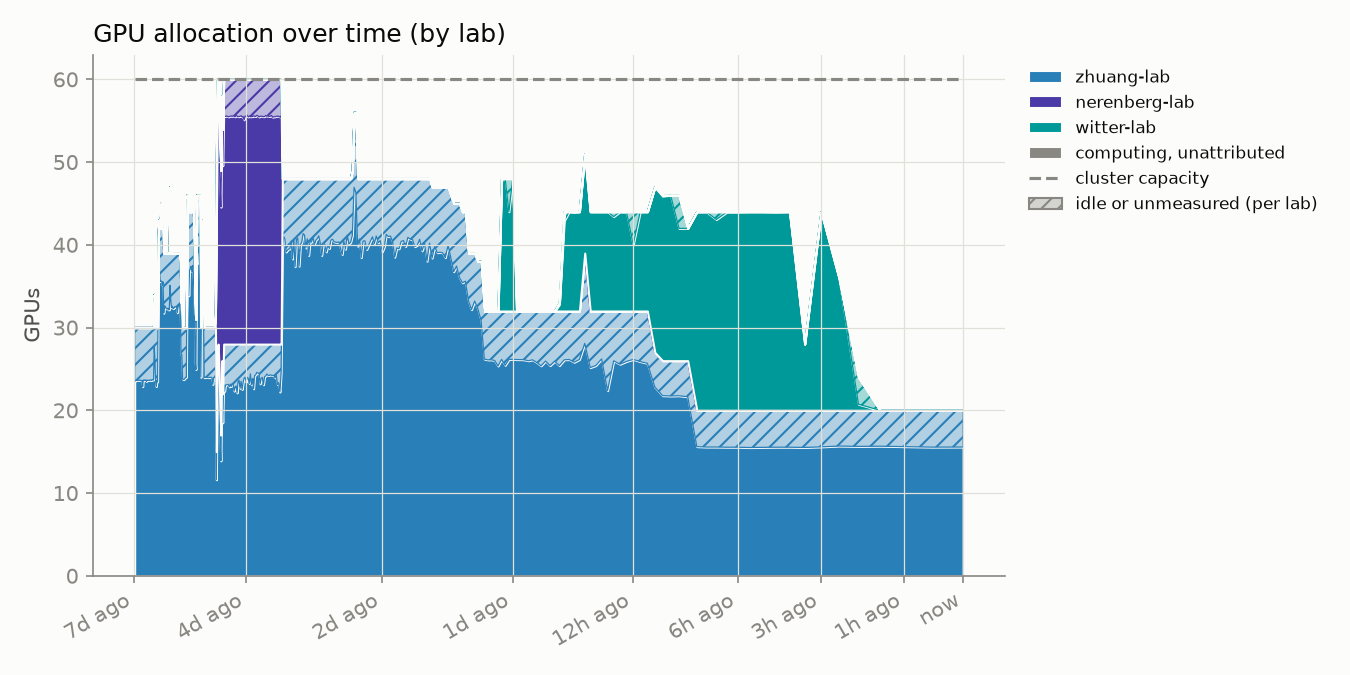 GPU allocation over time (by lab)
GPUs
60
50
40
30
20
10
0
7d ago
4d ago
2d ago
1d ago
12h ago
6h ago
3h ago
1h ago
now
zhuang-lab
nerenberg-lab
witter-lab
computing, unattributed
cluster capacity
idle or unmeasured (per lab)